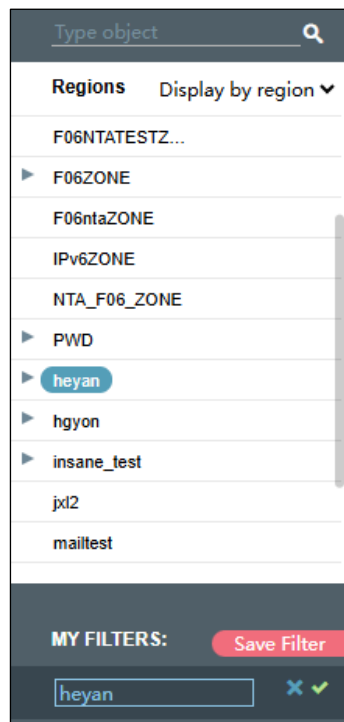 Type object
Regions Display by region
F06NTATESTZ...
F06ZONE
F06ntaZONE
IPv6ZONE
NTA_F06_ZONE
PWD
heyan
hgyon
insane_test
jxl2
mailtest
MY FILTERS: Save Filter
heyan